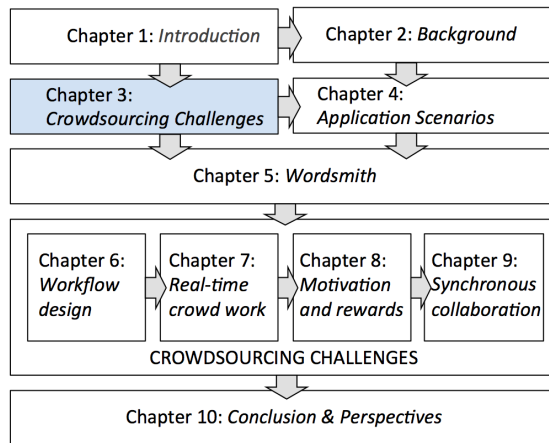 Chapter 1: Introduction
Chapter 2: Background
Chapter 3:
Crowdsourcing Challenges
Chapter 4:
Application Scenarios
Chapter 5: Wordsmith
Chapter 6:
Workflow
design
Chapter 7:
Real-time
crowd work
Chapter 8:
Motivation
and rewards
Chapter 9:
Synchronous
collaboration
CROWDSOURCING CHALLENGES
Chapter 10: Conclusion & Perspectives